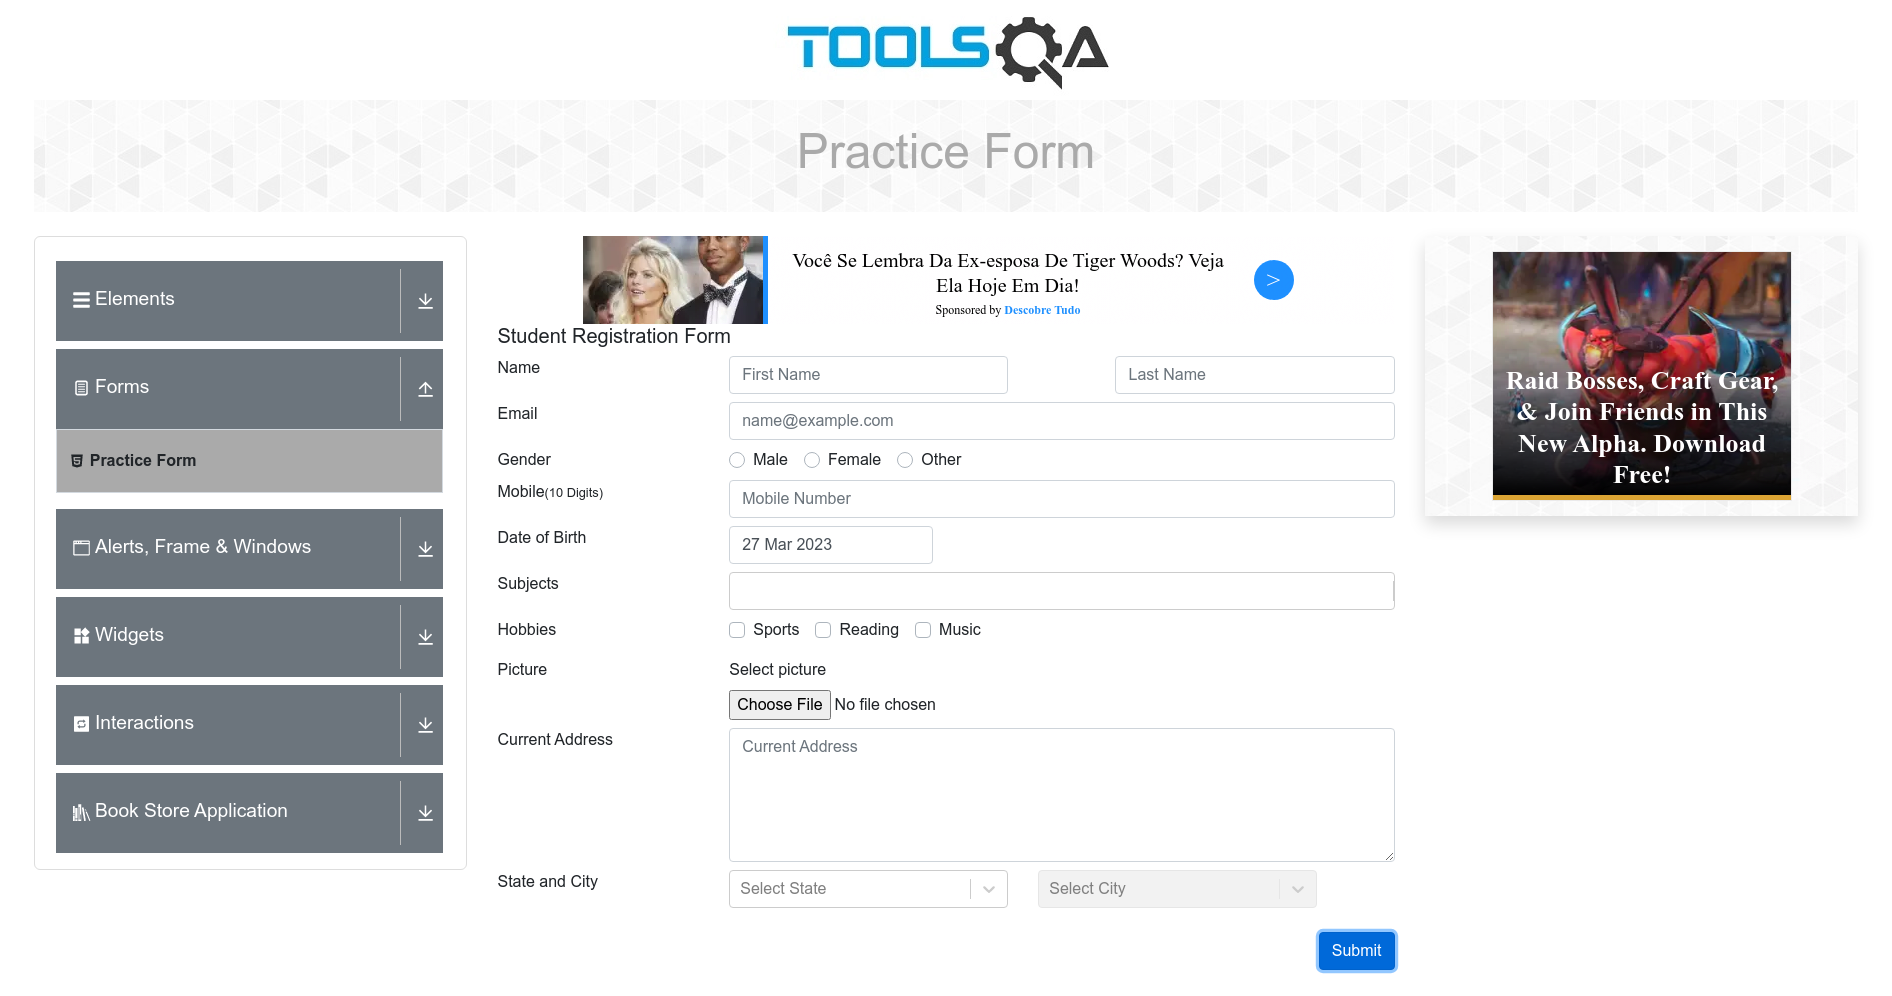 TOOLSQA
Practice Form
Elements
Forms
Practice Form
Alerts, Frame & Windows
Widgets
Interactions
Book Store Application
Você Se Lembra Da Ex-esposa De Tiger Woods? Veja
Ela Hoje Em Dia!
Sponsored by Descobre Tudo
>
Student Registration Form
Name First Name Last Name
Email name@example.com
Gender Male Female Other
Mobile(10 Digits) Mobile Number
Date of Birth 27 Mar 2023
Subjects
Hobbies Sports Reading Music
Picture Select picture
Choose File No file chosen
Current Address Current Address
State and City Select State Select City
Submit
Raid Bosses, Craft Gear,
& Join Friends in This
New Alpha. Download
Free!